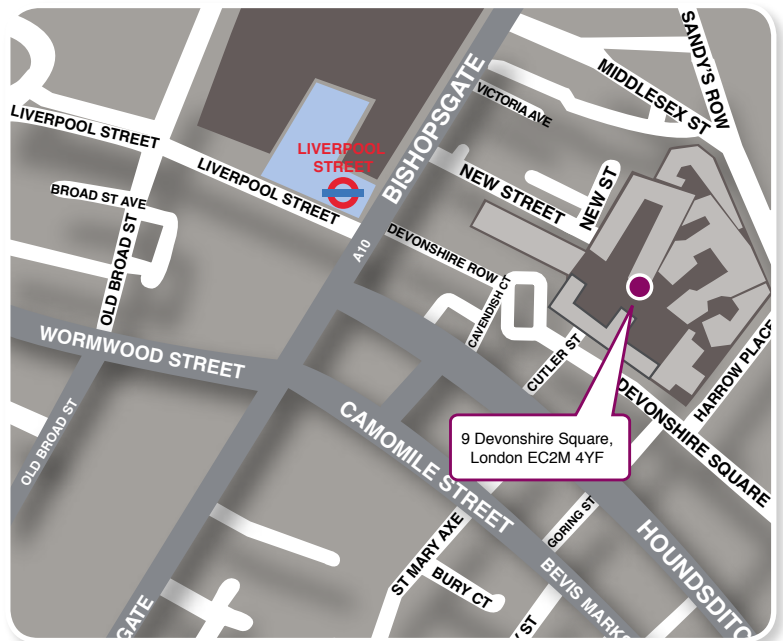 SANDY'S ROW
MIDDLESEX ST
VICTORIA AVE
BISHOPSGATE
LIVERPOOL STREET
LIVERPOOL
STREET
LIVERPOOL STREET
NEW STREET
NEW ST
BROAD ST AVE
OLD BROAD ST
A10
DEVONSHIRE ROW
CAVENDISH CT
CUTLER ST
HARROW PLACE
WORMWOOD STREET
DEVONSHIRE SQUARE
OLD BROAD ST
CAMOMILE STREET
9 Devonshire Square,
London EC2M 4YF
GORING ST
ST MARY AXE
BURY CT
BEVIS MARK
HOUNDSDITC
GATE
Y ST